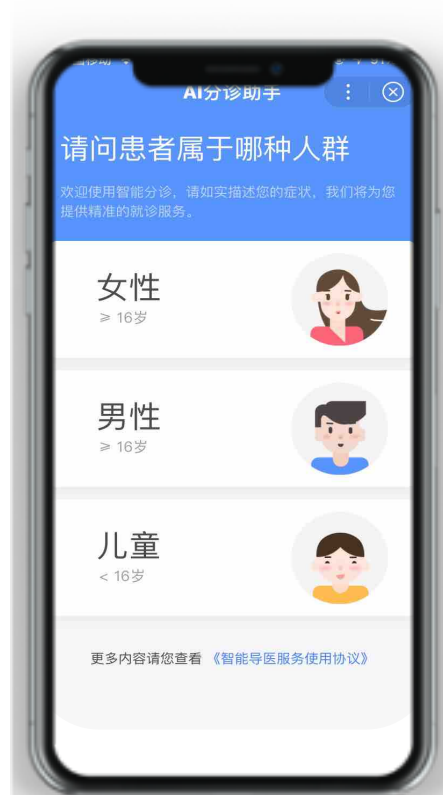 AI分诊助手
请问患者属于哪种人群
欢迎使用智能分诊，请如实描述您的症状，我们将为您
提供精准的就诊服务。
女性
≥ 16岁
男性
≥ 16岁
儿童
< 16岁
更多内容请您查看 《智能导医服务使用协议》